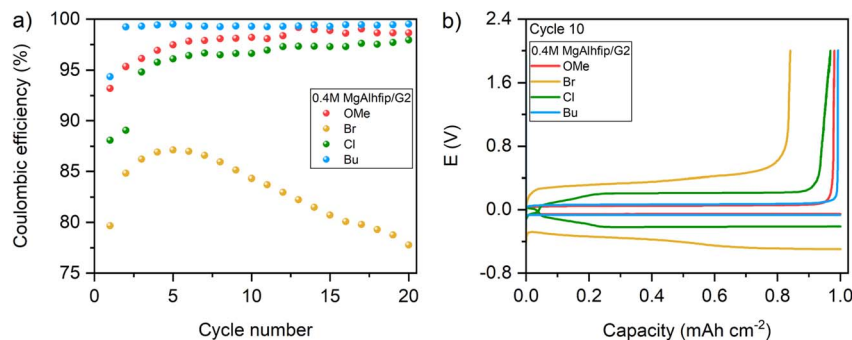 a)
100
95
90
85
80
75
0
5
10
15
20
Coulombic efficiency (%)
Cycle number
0.4M MgAlhfip/G2
OMe
Br
Cl
Bu
b)
Cycle 10
0.4M MgAlhfip/G2
OMe
Br
Cl
Bu
2.4
1.6
0.8
0.0
-0.8
0.0
0.2
0.4
0.6
0.8
1.0
E (V)
Capacity (mAh cm⁻²)